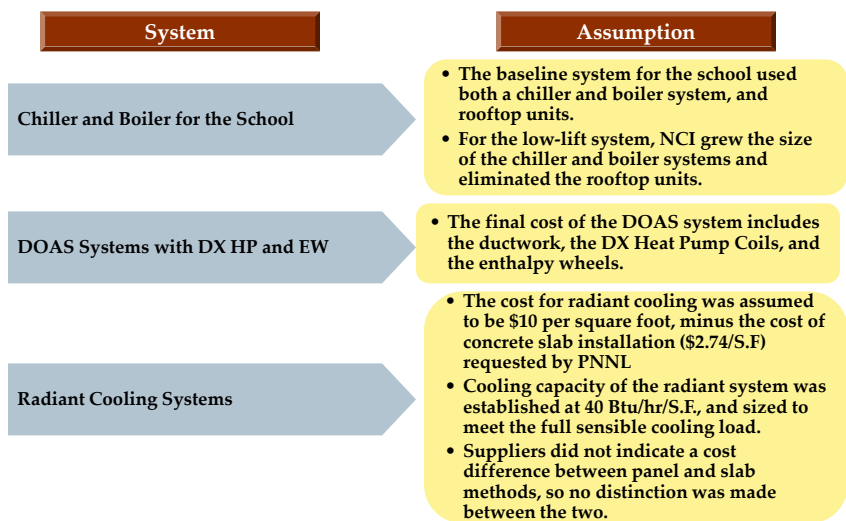 System
Assumption
Chiller and Boiler for the School
• The baseline system for the school used
both a chiller and boiler system, and
rooftop units.
• For the low-lift system, NCI grew the size
of the chiller and boiler systems and
eliminated the rooftop units.
DOAS Systems with DX HP and EW
• The final cost of the DOAS system includes
the ductwork, the DX Heat Pump Coils, and
the enthalpy wheels.
Radiant Cooling Systems
• The cost for radiant cooling was assumed
to be $10 per square foot, minus the cost of
concrete slab installation ($2.74/S.F)
requested by PNNL
• Cooling capacity of the radiant system was
established at 40 Btu/hr/S.F., and sized to
meet the full sensible cooling load.
• Suppliers did not indicate a cost
difference between panel and slab
methods, so no distinction was made
between the two.